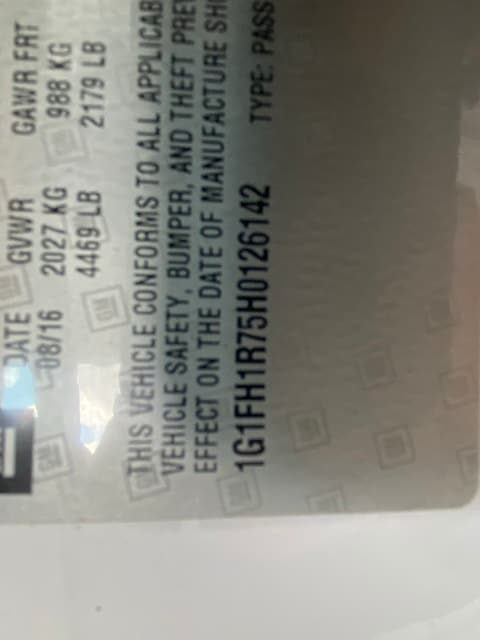 DATE GVWR GAWR FRT
08/16 2027 KG 988 KG
4469 LB 2179 LB
THIS VEHICLE CONFORMS TO ALL APPLICAB
VEHICLE SAFETY, BUMPER, AND THEFT PREV
EFFECT ON THE DATE OF MANUFACTURE SH
1G1FH1R75H0126142 TYPE: PASS